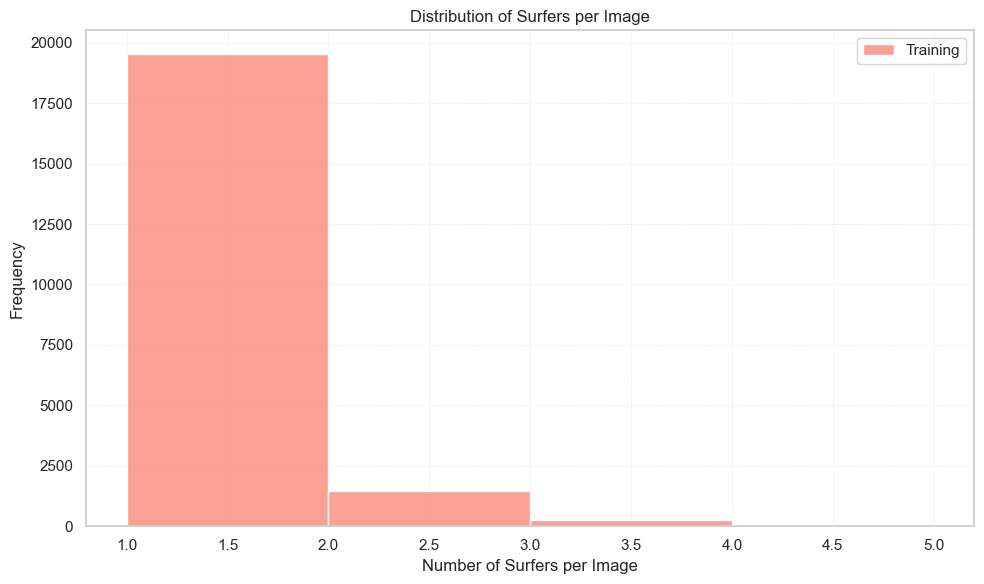 Distribution of Surfers per Image
Training
20000
17500
15000
12500
10000
7500
5000
2500
0
Frequency
1.0 1.5 2.0 2.5 3.0 3.5 4.0 4.5 5.0
Number of Surfers per Image